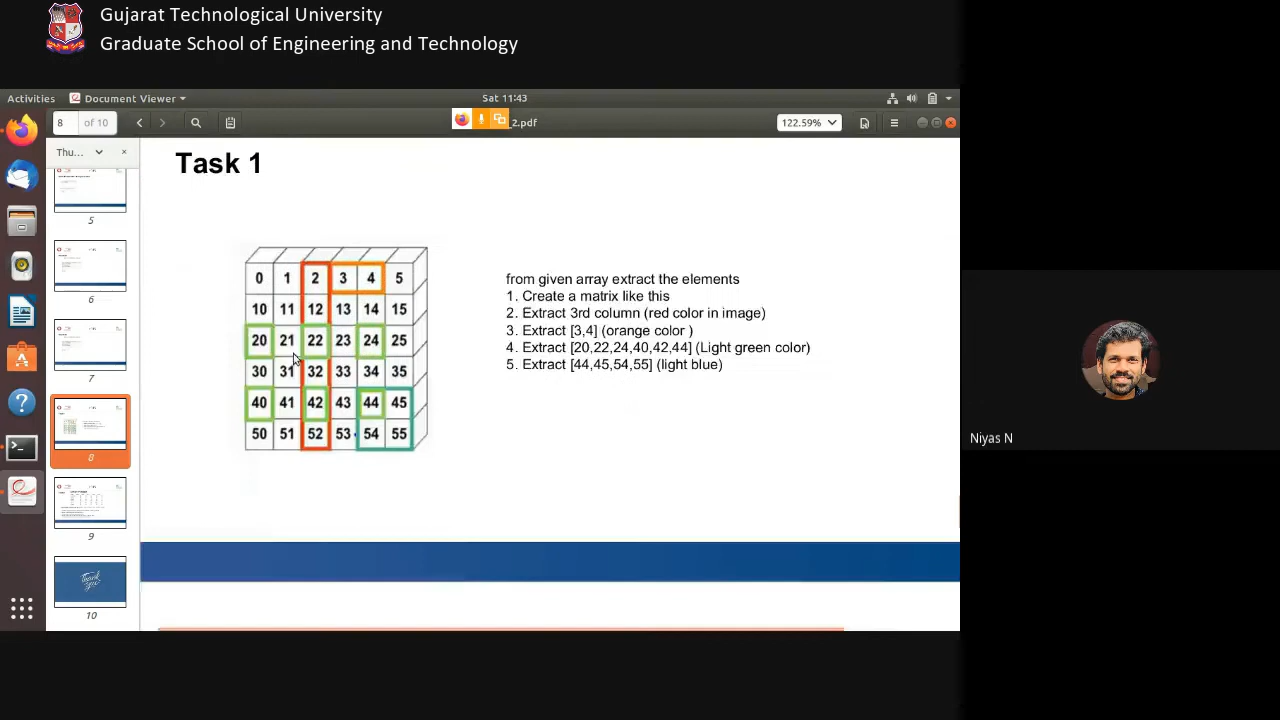 Gujarat Technological University
Graduate School of Engineering and Technology
Activities Document Viewer Sat 11:43
8 of 10 _2.pdf 122.59%
Thu...
5
6
7
8
9
Thank you
10
Task 1
0 1 2 3 4 5
10 11 12 13 14 15
20 21 22 23 24 25
30 31 32 33 34 35
40 41 42 43 44 45
50 51 52 53 54 55
from given array extract the elements
1. Create a matrix like this
2. Extract 3rd column (red color in image)
3. Extract [3,4] (orange color )
4. Extract [20,22,24,40,42,44] (Light green color)
5. Extract [44,45,54,55] (light blue)
Niyas N